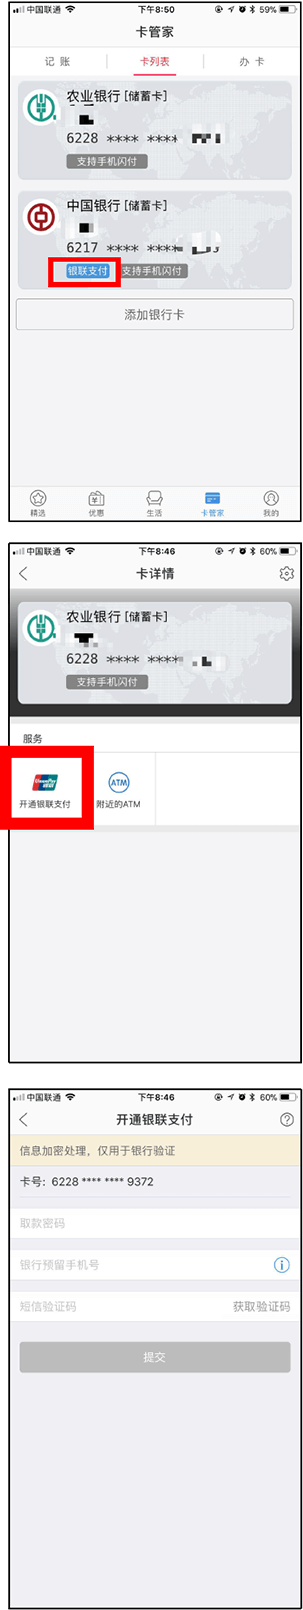 中国联通 下午8:50 59%
卡管家
记 账 卡列表 办 卡
农业银行 [储蓄卡]
6228 **** ****
支持手机闪付
中国银行 [储蓄卡]
6217 **** ****
银联支付 支持手机闪付
添加银行卡
精选 优惠 生活 卡管家 我的
中国联通 下午8:46 60%
卡详情
农业银行 [储蓄卡]
6228 **** ****
支持手机闪付
服务
ATM
开通银联支付 附近的ATM
中国联通 下午8:46 60%
开通银联支付
信息加密处理，仅用于银行验证
卡号: 6228 **** **** 9372
取款密码
银行预留手机号
短信验证码 获取验证码
提交